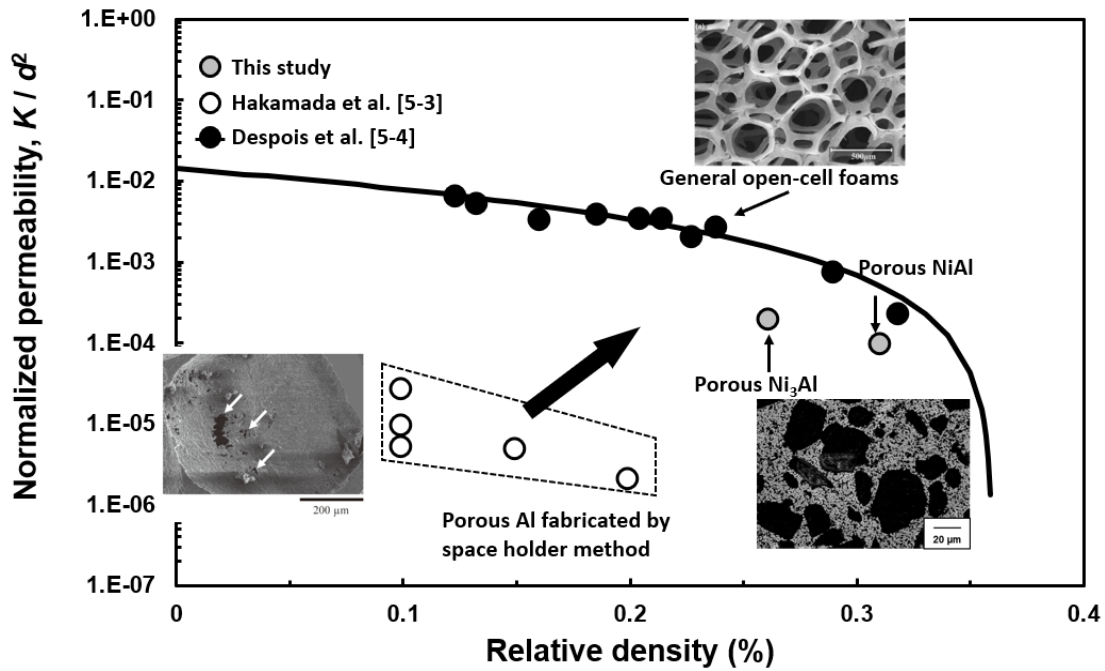 1.E+00
1.E-01
1.E-02
1.E-03
1.E-04
1.E-05
1.E-06
1.E-07
Normalized permeability, K / d²
This study
Hakamada et al. [5-3]
Despois et al. [5-4]
500μm
General open-cell foams
Porous NiAl
Porous Ni₃Al
200 μm
Porous Al fabricated by
space holder method
20 μm
0
0.1
0.2
0.3
0.4
Relative density (%)